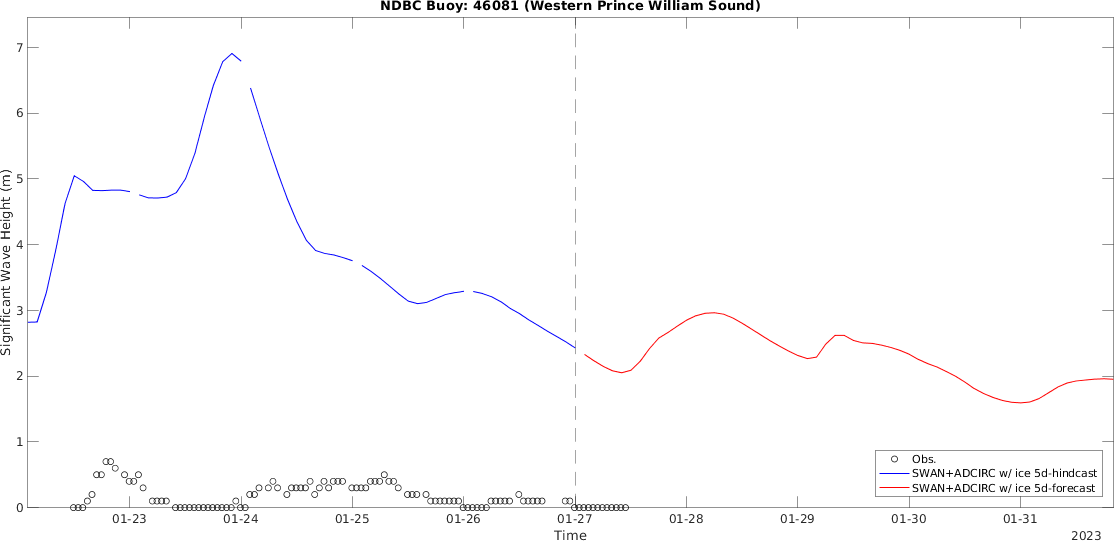 NDBC Buoy: 46081 (Western Prince William Sound)
7
6
5
4
3
2
1
0
Significant Wave Height (m)
Obs.
SWAN+ADCIRC w/ ice 5d-hindcast
SWAN+ADCIRC w/ ice 5d-forecast
01-23 01-24 01-25 01-26 01-27 01-28 01-29 01-30 01-31
Time
2023